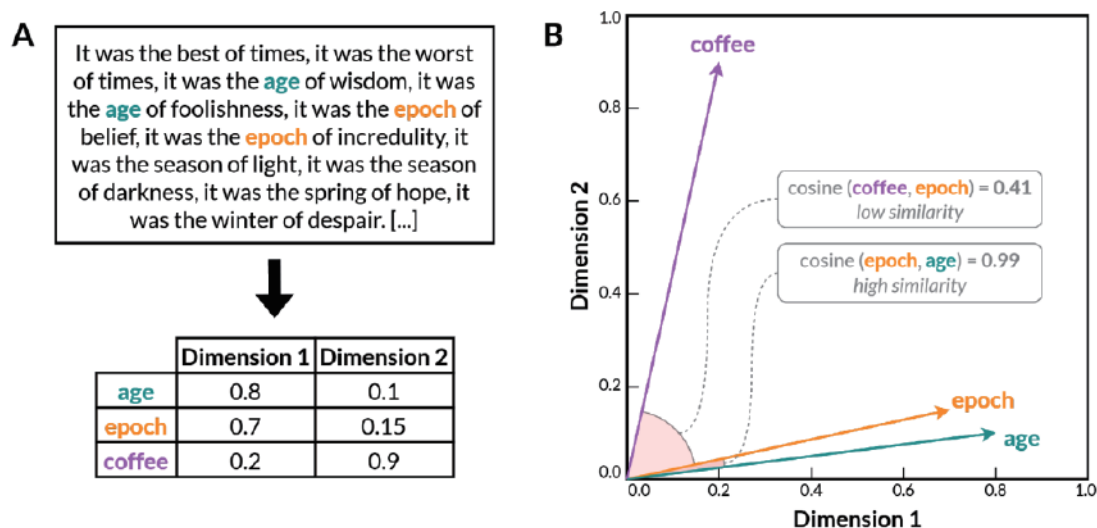 A
It was the best of times, it was the worst
of times, it was the age of wisdom, it was
the age of foolishness, it was the epoch of
belief, it was the epoch of incredulity, it
was the season of light, it was the season
of darkness, it was the spring of hope, it
was the winter of despair. [...]
Dimension 1 Dimension 2
age 0.8 0.1
epoch 0.7 0.15
coffee 0.2 0.9
B
coffee
cosine (coffee, epoch) = 0.41
low similarity
cosine (epoch, age) = 0.99
high similarity
epoch
age
Dimension 2
1.0
0.8
0.6
0.4
0.2
0.0
0.0 0.2 0.4 0.6 0.8 1.0
Dimension 1